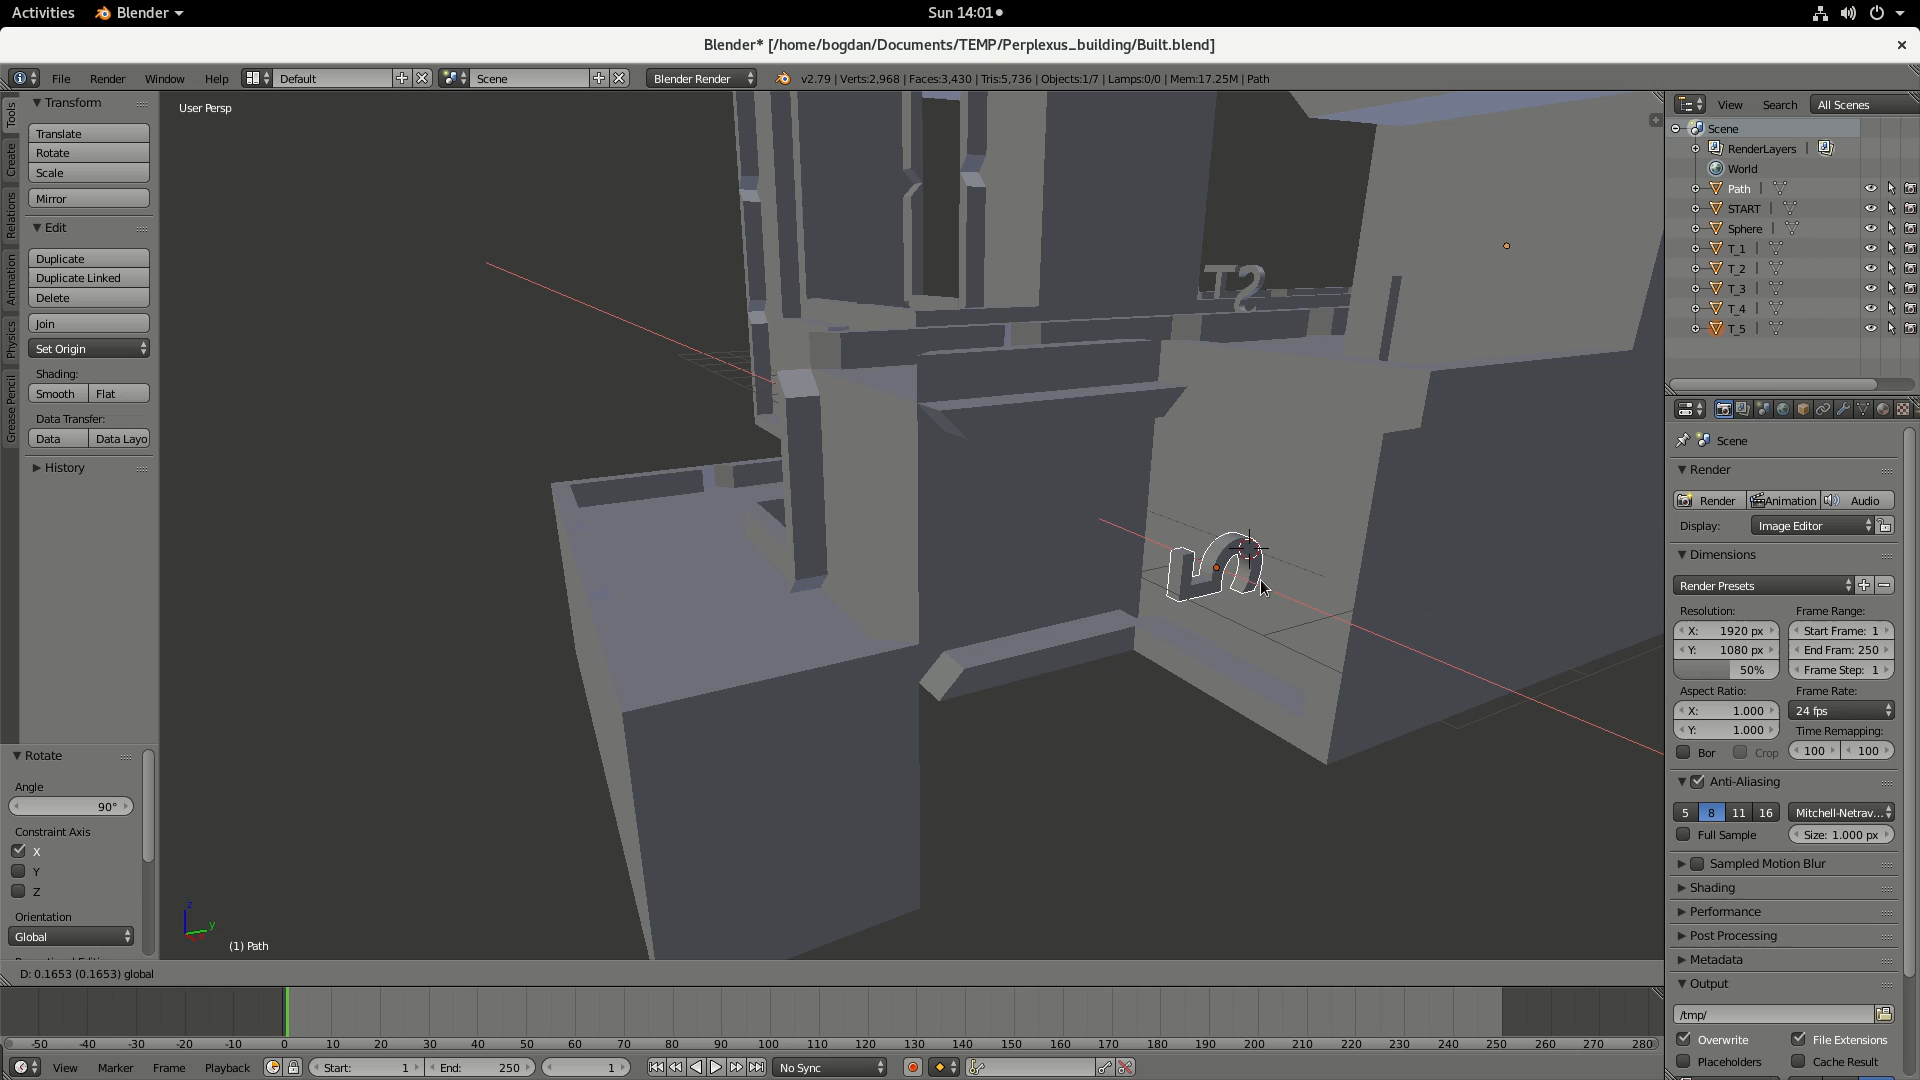 Activities Blender Sun 14:01
Blender* [/home/bogdan/Documents/TEMP/Perplexus_building/Built.blend]
File Render Window Help Default Scene Blender Render v2.79 | Verts:2,968 | Faces:3,430 | Tris:5,736 | Objects:1/7 | Lamps:0/0 | Mem:17.25M | Path
Tools
Create
Relations
Animation
Physics
Grease Pencil
Transform
Translate
Rotate
Scale
Mirror
Edit
Duplicate
Duplicate Linked
Delete
Join
Set Origin
Shading:
Smooth Flat
Data Transfer:
Data Data Layo
History
Rotate
Angle
90°
Constraint Axis
X
Y
Z
Orientation
Global
User Persp
T2
5
z
y
(1) Path
D: 0.1653 (0.1653) global
View Search All Scenes
Scene
RenderLayers |
World
Path |
START |
Sphere |
T_1 |
T_2 |
T_3 |
T_4 |
T_5 |
Scene
Render
Render Animation Audio
Display: Image Editor
Dimensions
Render Presets
Resolution: Frame Range:
X: 1920 px Start Frame: 1
Y: 1080 px End Fram: 250
50% Frame Step: 1
Aspect Ratio: Frame Rate:
X: 1.000 24 fps
Y: 1.000 Time Remapping:
Bor Crop 100 100
Anti-Aliasing
5 8 11 16 Mitchell-Netrav...
Full Sample Size: 1.000 px
Sampled Motion Blur
Shading
Performance
Post Processing
Metadata
Output
/tmp/
Overwrite File Extensions
Placeholders Cache Result
-50 -40 -30 -20 -10 0 10 20 30 40 50 60 70 80 90 100 110 120 130 140 150 160 170 180 190 200 210 220 230 240 250 260 270 280
View Marker Frame Playback Start: 1 End: 250 1 No Sync